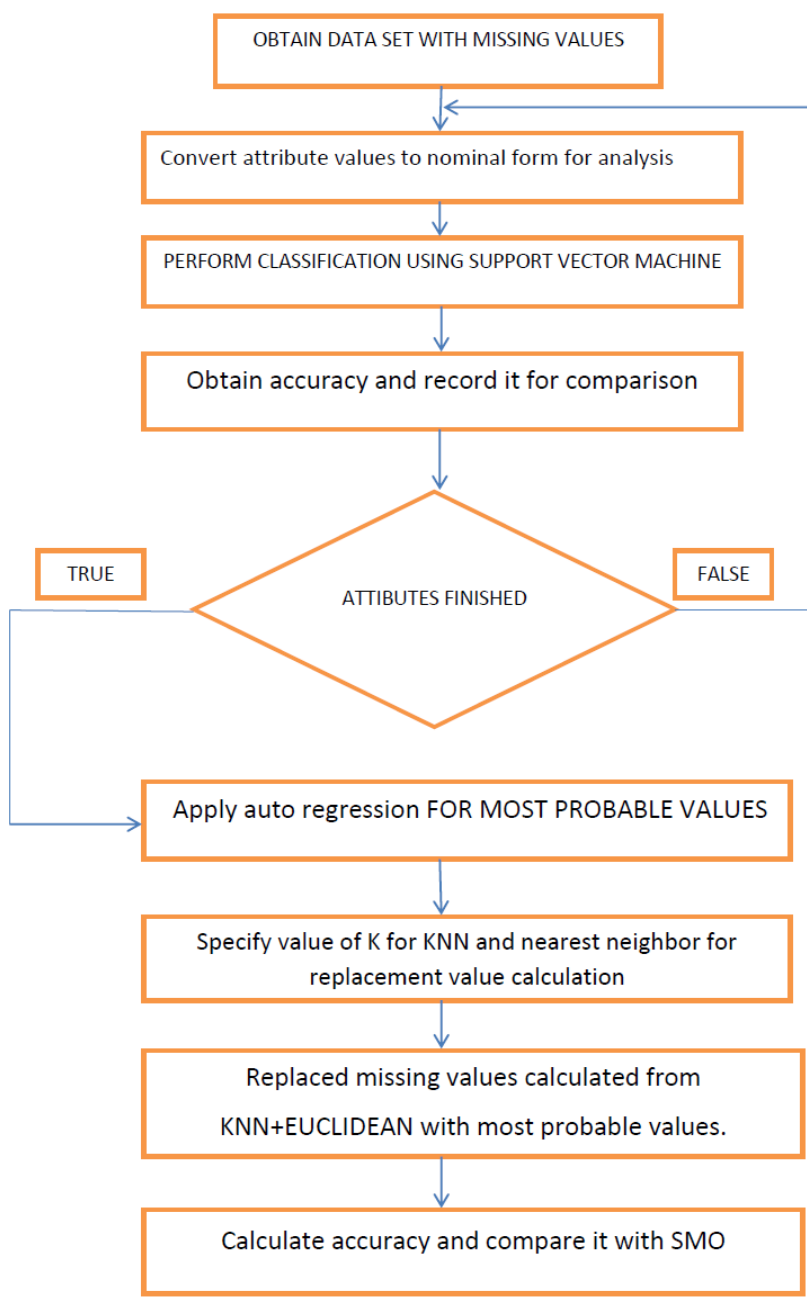 OBTAIN DATA SET WITH MISSING VALUES
Convert attribute values to nominal form for analysis
PERFORM CLASSIFICATION USING SUPPORT VECTOR MACHINE
Obtain accuracy and record it for comparison
TRUE
FALSE
ATTIBUTES FINISHED
Apply auto regression FOR MOST PROBABLE VALUES
Specify value of K for KNN and nearest neighbor for
replacement value calculation
Replaced missing values calculated from
KNN+EUCLIDEAN with most probable values.
Calculate accuracy and compare it with SMO